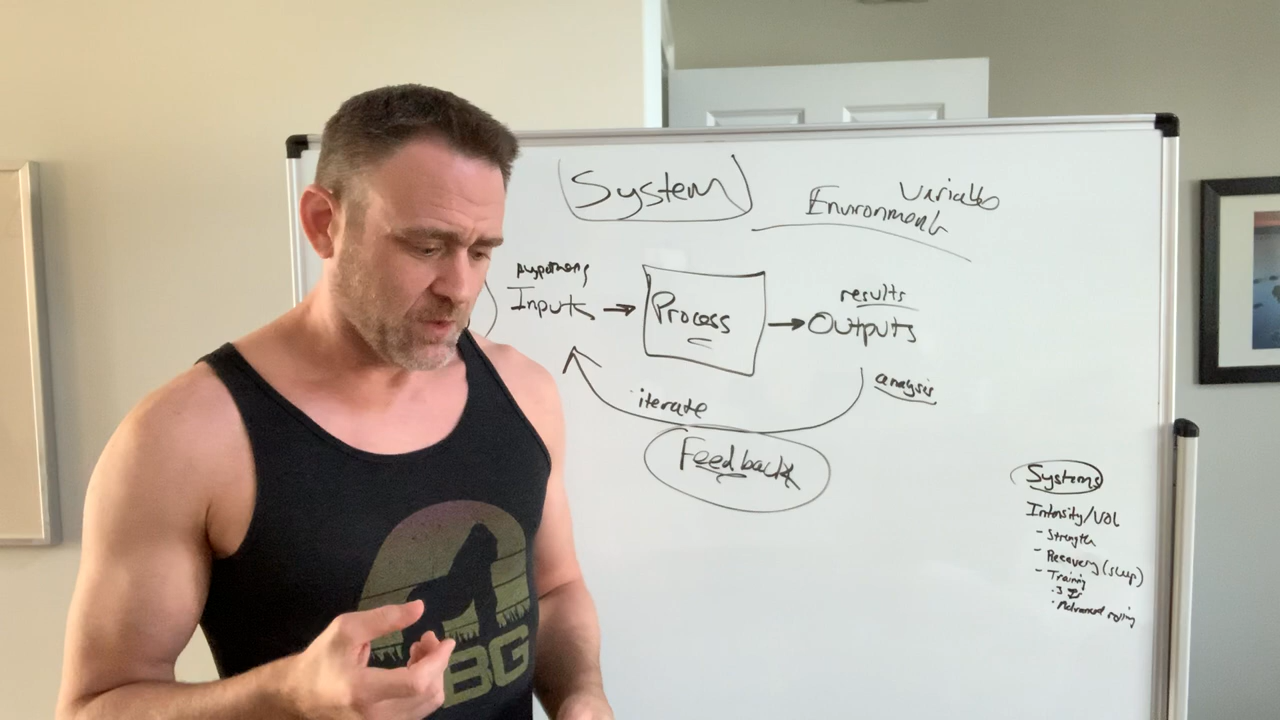 System
Variables
Environment
Inputs
Process
results
Outputs
analysis
iterate
Feedback
Systems
Intensity/Vol
- Strength
- Recovery (sleep)
- Training
• Advanced rolling
BG